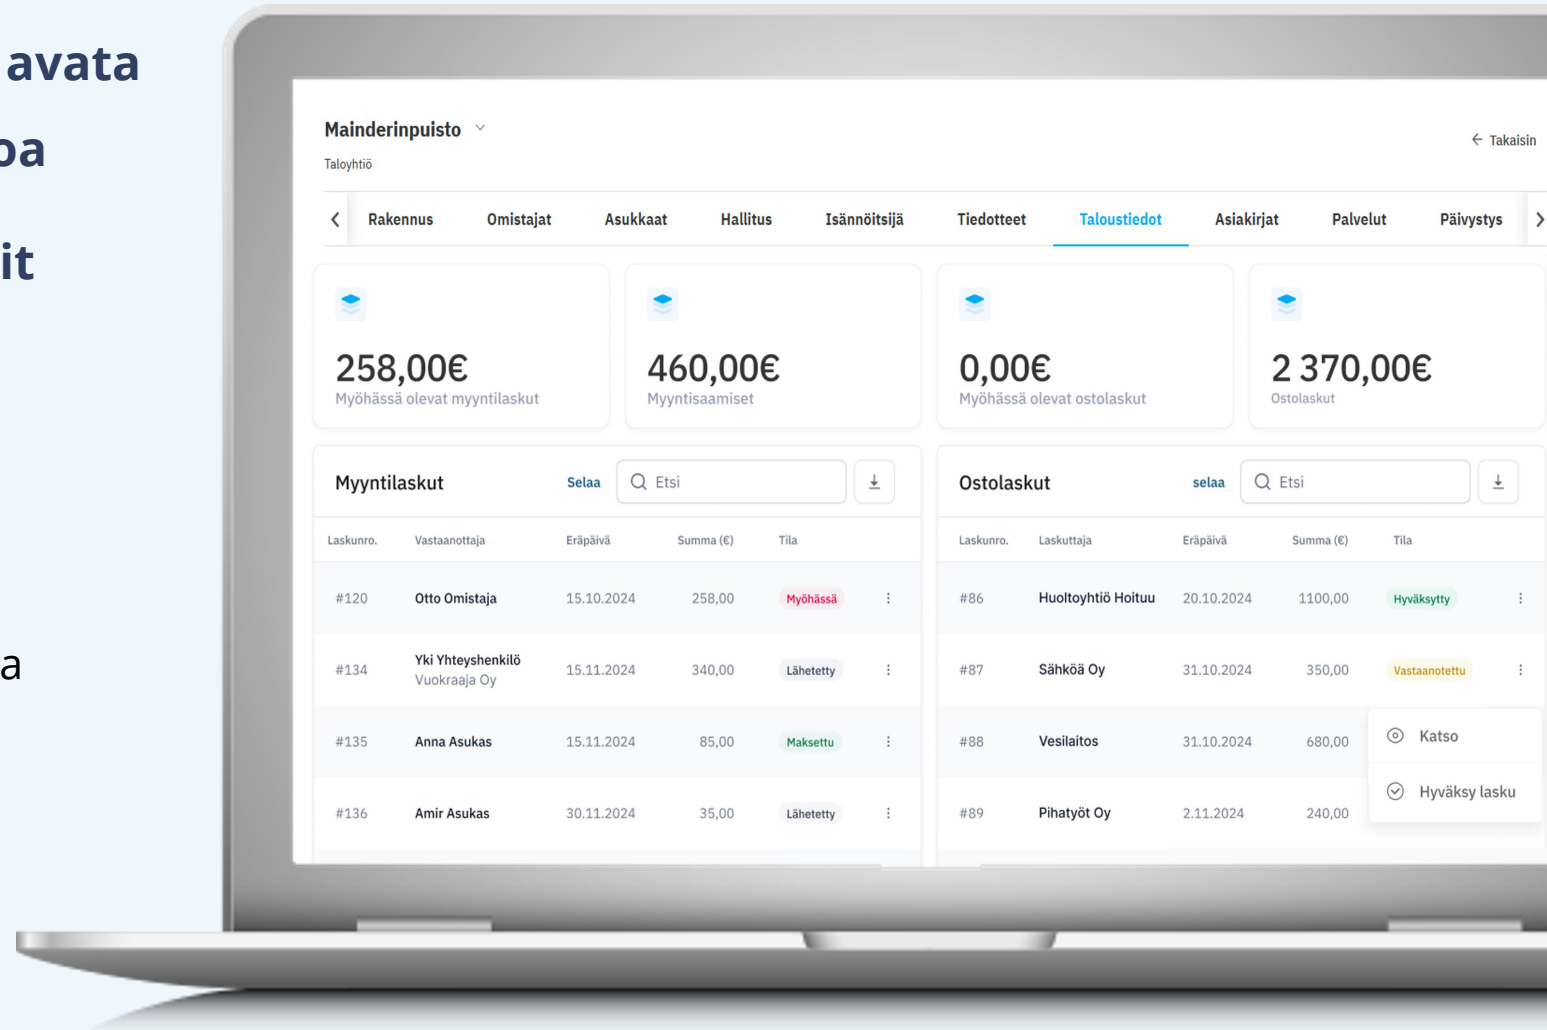 avata
oa
it
a
Mainderinpuisto
Taloyhtiö
Takaisin
Rakennus Omistajat Asukkaat Hallitus Isännöitsijä Tiedotteet Taloustiedot Asiakirjat Palvelut Päivystys
258,00€
Myöhässä olevat myyntilaskut
460,00€
Myyntisaamiset
0,00€
Myöhässä olevat ostolaskut
2 370,00€
Ostolaskut
Myyntilaskut Selaa Etsi
Laskunro. Vastaanottaja Eräpäivä Summa (€) Tila
#120 Otto Omistaja 15.10.2024 258,00 Myöhässä
#134 Yki Yhteyshenkilö 15.11.2024 340,00 Lähetetty
Vuokraaja Oy
#135 Anna Asukas 15.11.2024 85,00 Maksettu
#136 Amir Asukas 30.11.2024 35,00 Lähetetty
Ostolaskut selaa Etsi
Laskunro. Laskuttaja Eräpäivä Summa (€) Tila
#86 Huoltoyhtiö Hoituu 20.10.2024 1100,00 Hyväksytty
#87 Sähköä Oy 31.10.2024 350,00 Vastaanotettu
#88 Vesilaitos 31.10.2024 680,00
#89 Pihatyöt Oy 2.11.2024 240,00
Katso
Hyväksy lasku